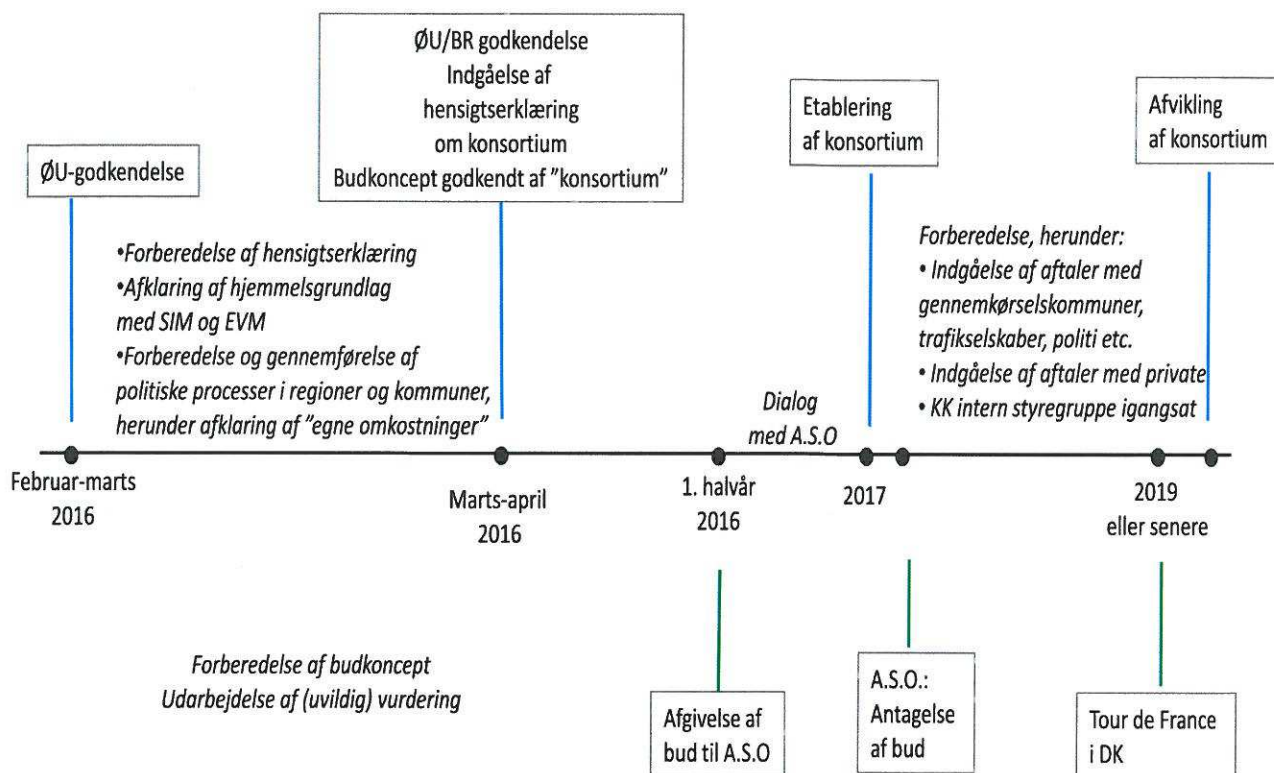 ØU-godkendelse
ØU/BR godkendelse
Indgåelse af
hensigtserklæring
om konsortium
Budkoncept godkendt af ”konsortium”
Etablering
af konsortium
Afvikling
af konsortium
•Forberedelse af hensigtserklæring
•Afklaring af hjemmelsgrundlag
med SIM og EVM
•Forberedelse og gennemførelse af
politiske processer i regioner og kommuner,
herunder afklaring af ”egne omkostninger”
Dialog
med A.S.O
Forberedelse, herunder:
• Indgåelse af aftaler med
gennemkørselskommuner,
trafikselskaber, politi etc.
• Indgåelse af aftaler med private
• KK intern styregruppe igangsat
Februar-marts
2016
Marts-april
2016
1. halvår
2016
2017
2019
eller senere
Forberedelse af budkoncept
Udarbejdelse af (uvildig) vurdering
Afgivelse af
bud til A.S.O
A.S.O.:
Antagelse
af bud
Tour de France
i DK